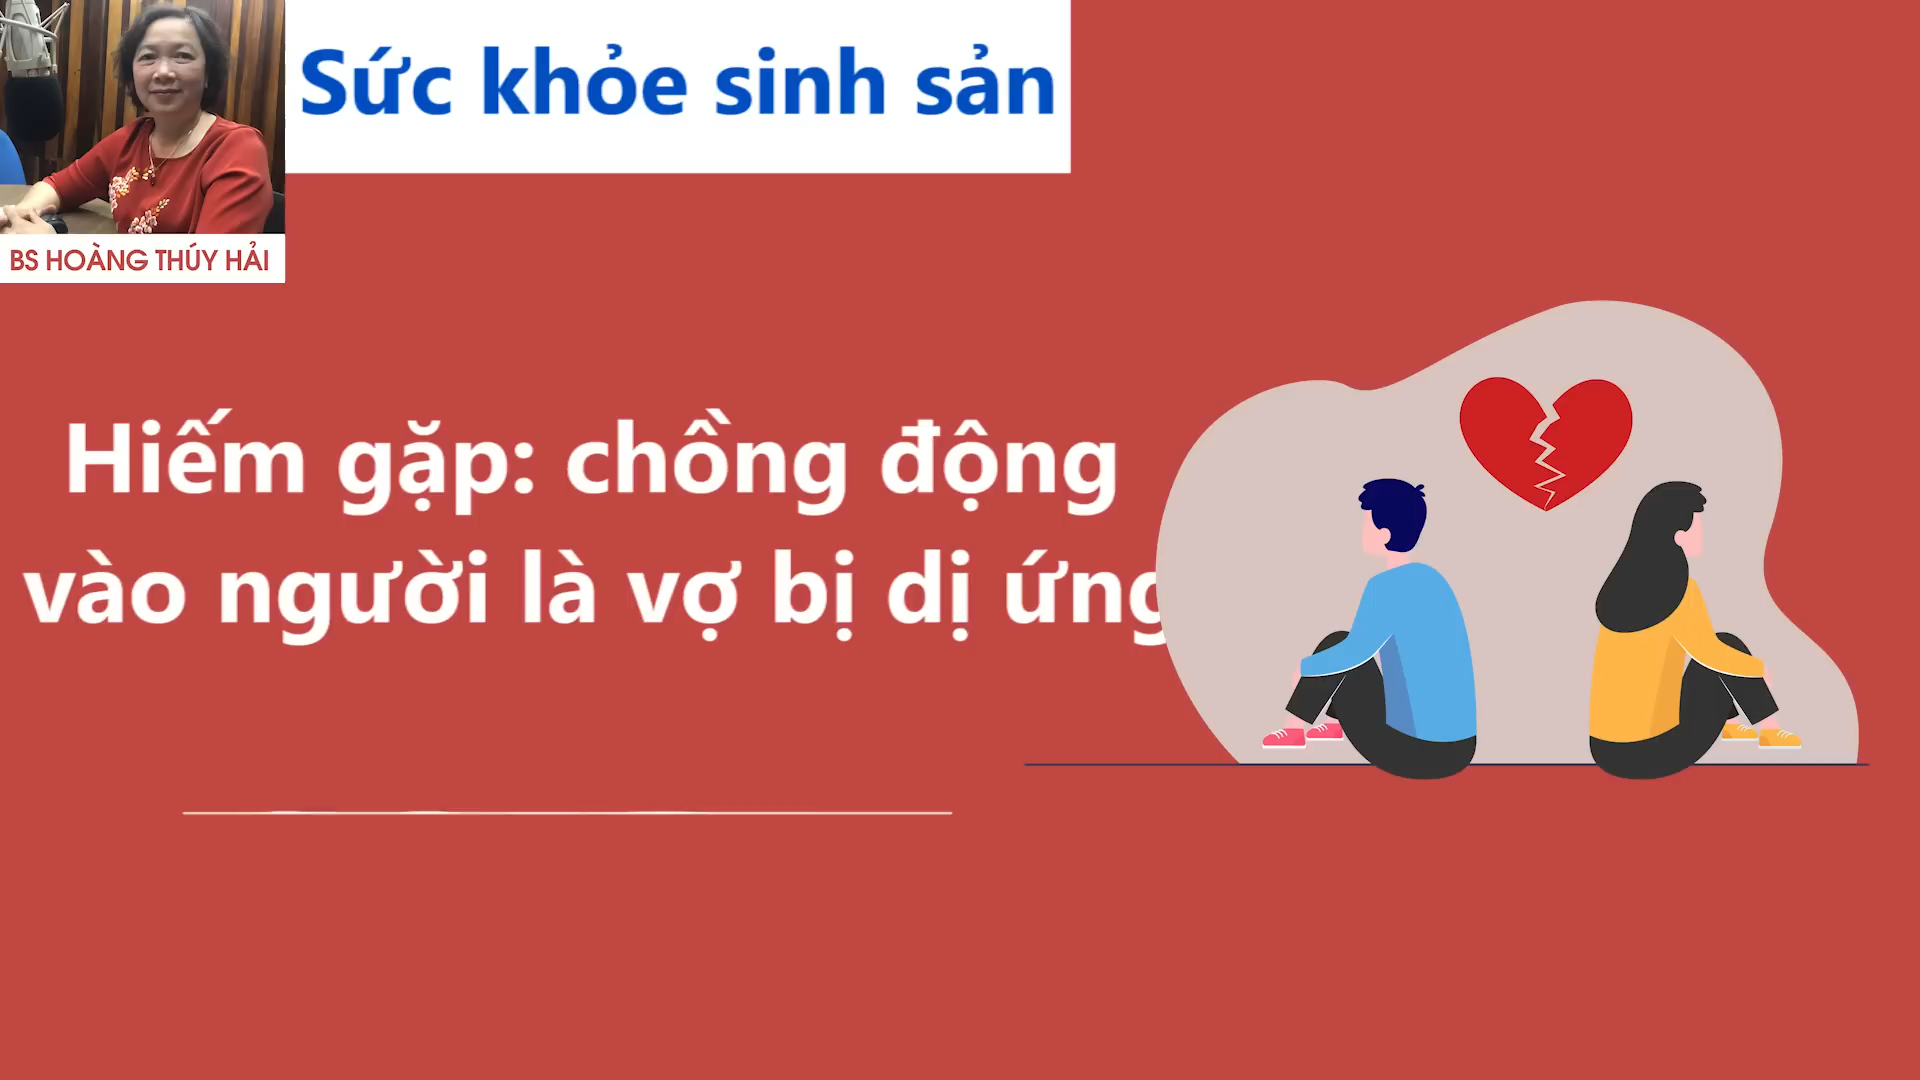 Sức khỏe sinh sản
BS HOÀNG THÚY HẢI
Hiếm gặp: chồng động
vào người là vợ bị dị ứng